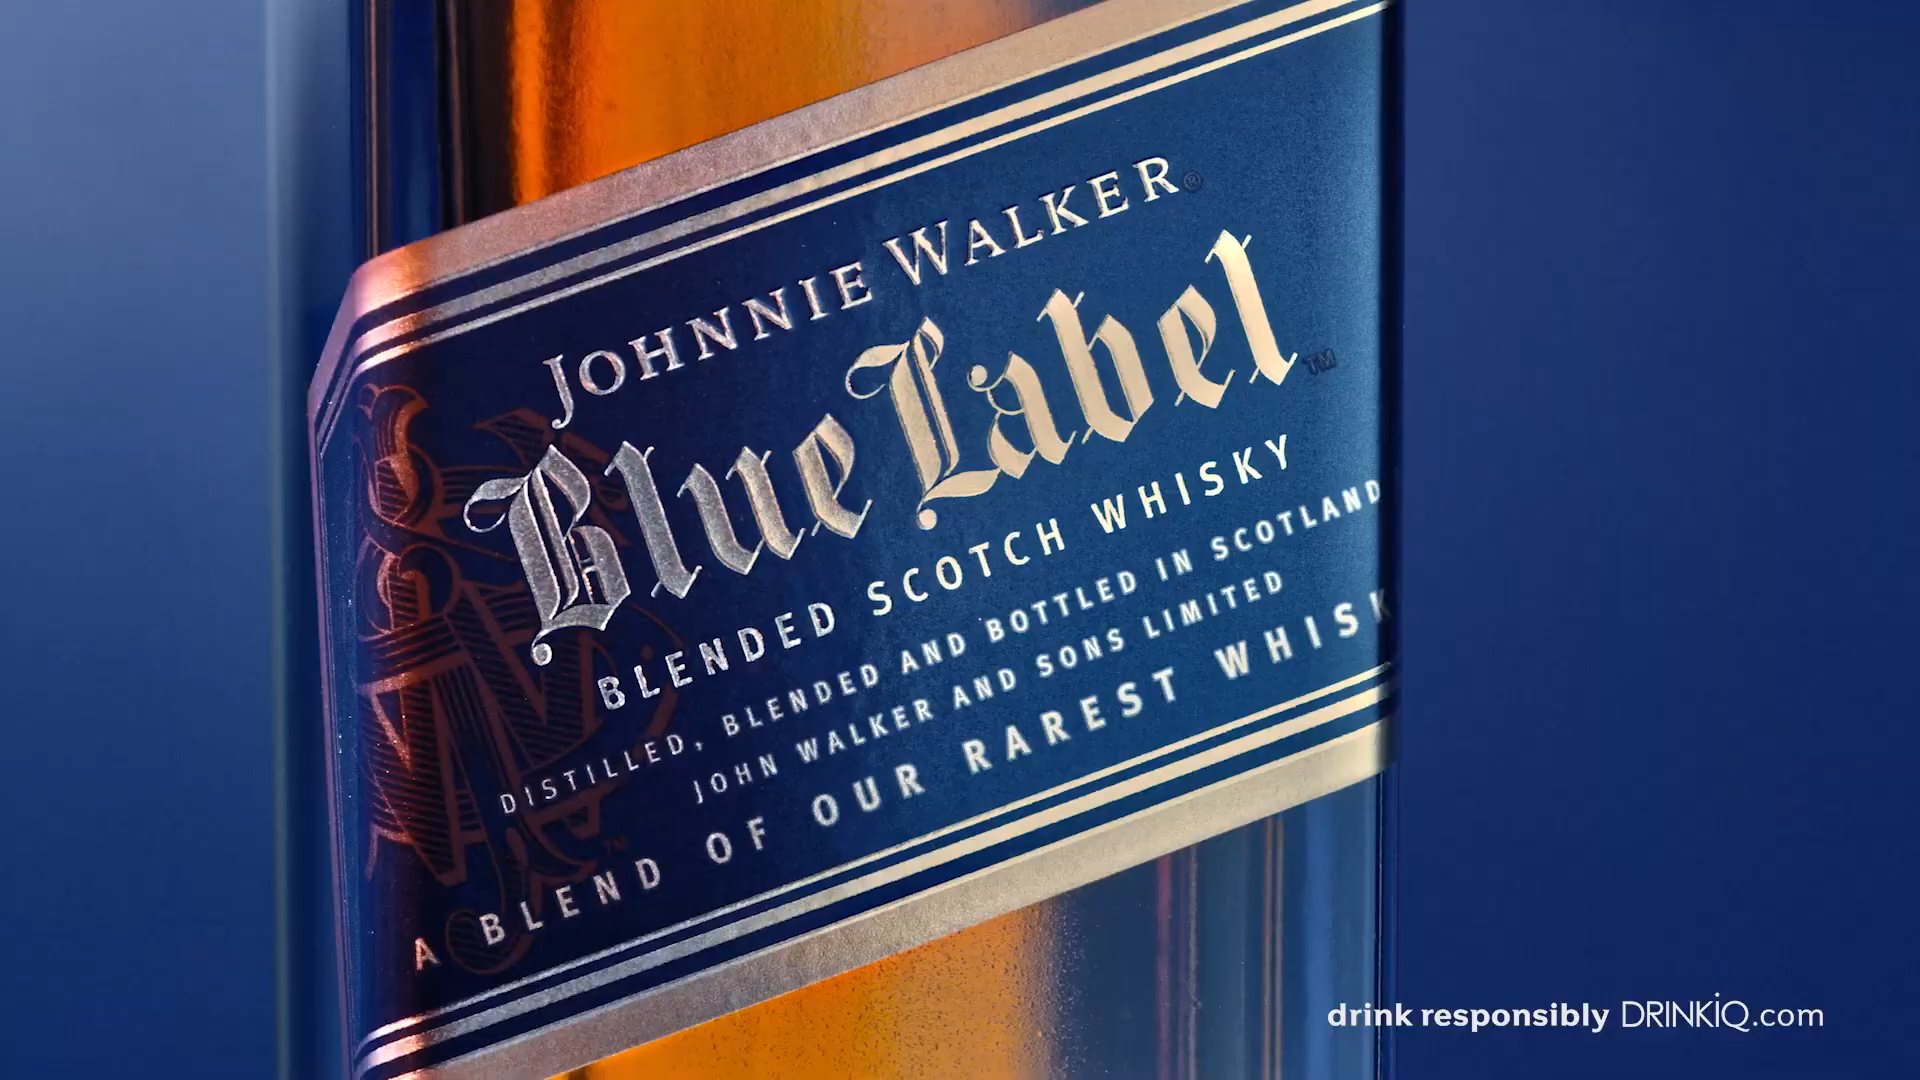 JOHNNIE WALKER®
Blue Label™
BLENDED SCOTCH WHISKY
DISTILLED, BLENDED AND BOTTLED IN SCOTLAND
JOHN WALKER AND SONS LIMITED
A BLEND OF OUR RAREST WHISK
JW™
drink responsibly DRINKiQ.com